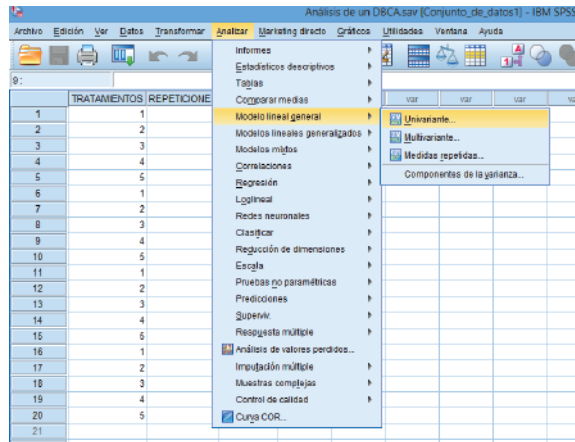 Análisis de un DBCA.sav [Conjunto_de_datos1] - IBM SPSS
Archivo Edición Ver Datos Transformar Analizar Marketing directo Gráficos Utilidades Ventana Ayuda
9:
TRATAMIENTOS REPETICIONE var var var
Informes
Estadísticos descriptivos
Tablas
Comparar medias
Modelo lineal general
Modelos lineales generalizados
Modelos mixtos
Correlaciones
Regresión
Loglineal
Redes neuronales
Clasificar
Reducción de dimensiones
Escala
Pruebas no paramétricas
Predicciones
Superviv.
Respuesta múltiple
Análisis de valores perdidos...
Imputación múltiple
Muestras complejas
Control de calidad
Curva COR...
Univariante...
Multivariante...
Medidas repetidas...
Componentes de la varianza...
1 1
2 2
3 3
4 4
5 5
6 1
7 2
8 3
9 4
10 5
11 1
12 2
13 3
14 4
15 5
16 1
17 2
18 3
19 4
20 5
21